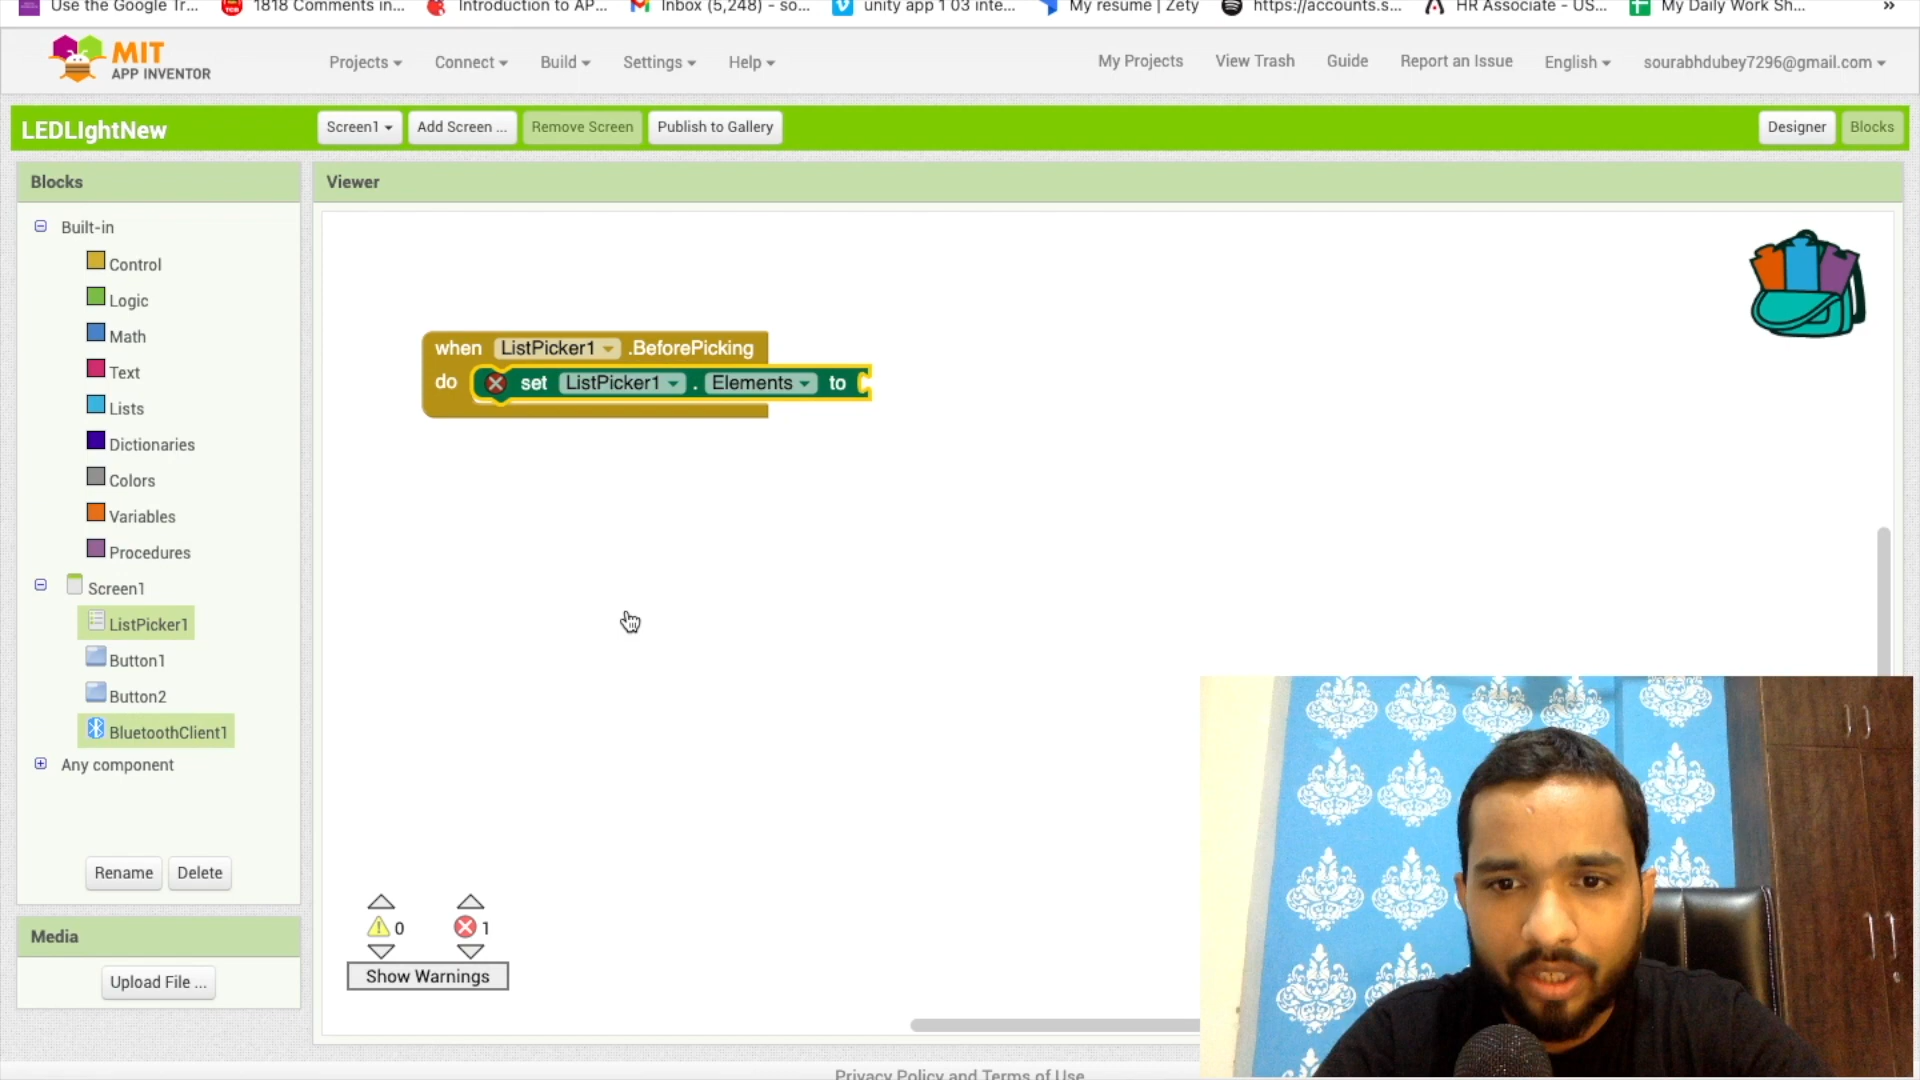 Use the Google Tr... 1818 Comments in... Introduction to AP... Inbox (5,248) – so... unity app 1 03 inte... My resume | Zety https://accounts.s... HR Associate - US... My Daily Work Sh... »
MIT
APP INVENTOR
Projects Connect Build Settings Help My Projects View Trash Guide Report an Issue English sourabhdubey7296@gmail.com
LEDLIghtNew Screen1 Add Screen ... Remove Screen Publish to Gallery Designer Blocks
Blocks Viewer
Built-in
Control
Logic
Math
Text
Lists
Dictionaries
Colors
Variables
Procedures
Screen1
ListPicker1
Button1
Button2
BluetoothClient1
Any component
Rename Delete
Media
Upload File ...
when ListPicker1 .BeforePicking
do set ListPicker1 . Elements to
0 1
Show Warnings
Privacy Policy and Terms of Use